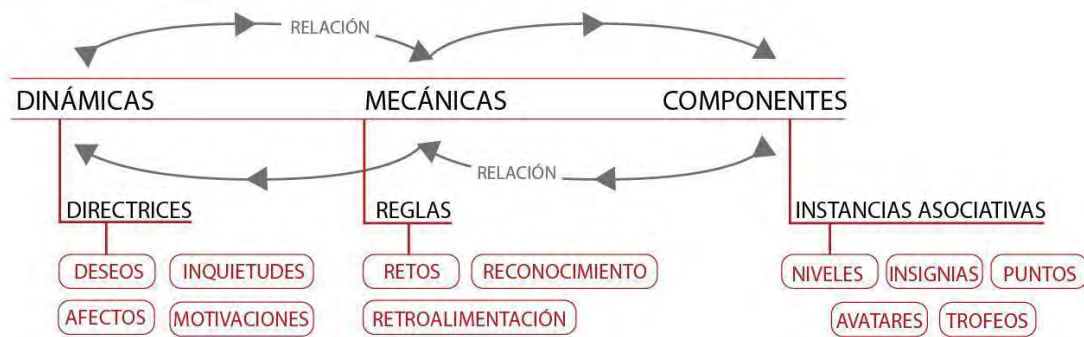 RELACIÓN
DINÁMICAS MECÁNICAS COMPONENTES
RELACIÓN
DIRECTRICES REGLAS INSTANCIAS ASOCIATIVAS
DESEOS INQUIETUDES RETOS RECONOCIMIENTO NIVELES INSIGNIAS PUNTOS
AFECTOS MOTIVACIONES RETROALIMENTACIÓN AVATARES TROFEOS